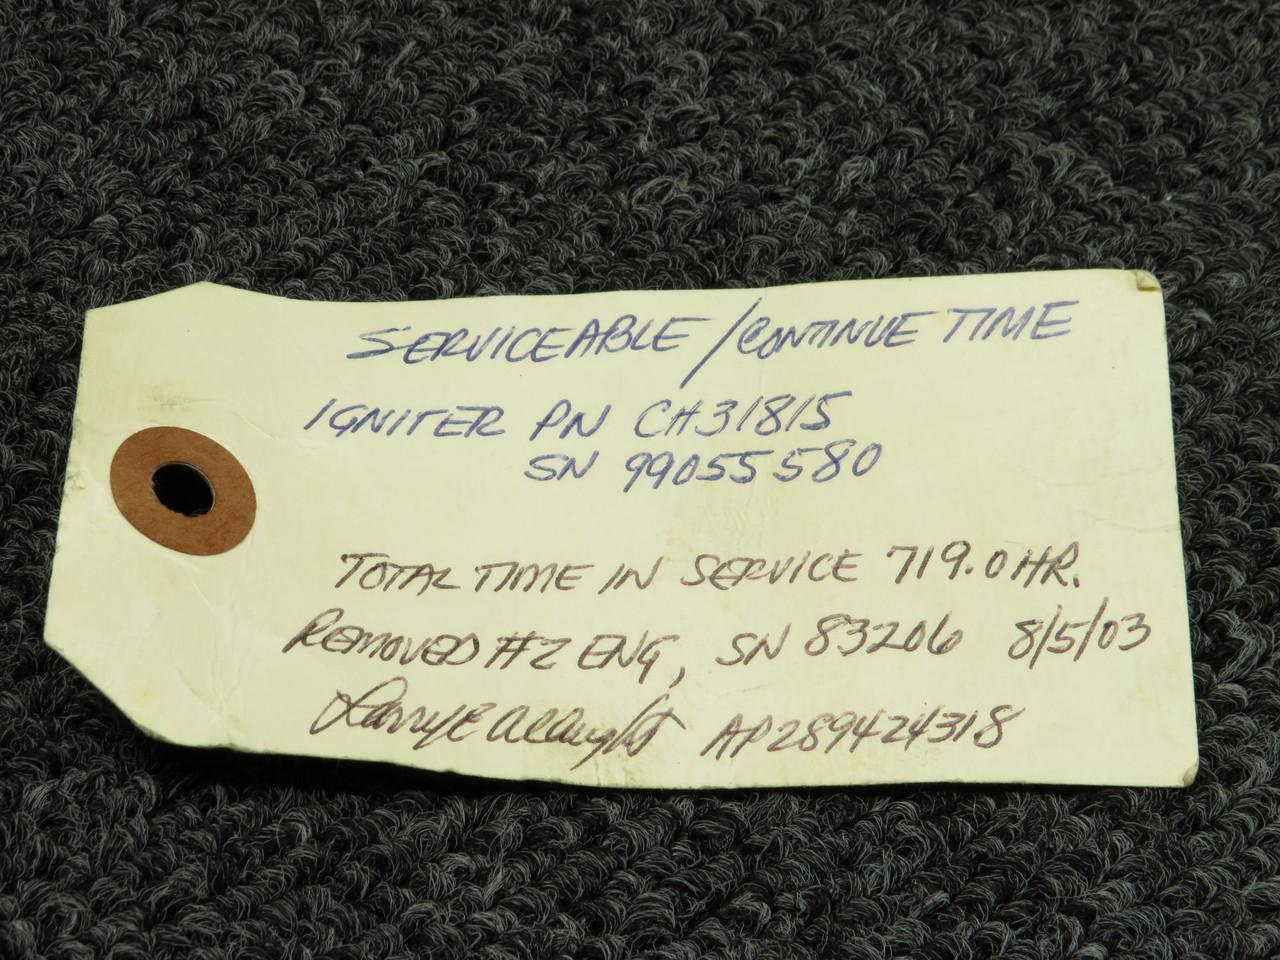 SERVICEABLE / CONTINUE TIME
IGNITER PN CH31815
SN 99055580
TOTAL TIME IN SERVICE 719.0 HR.
REMOVED #2 ENG, SN 83206 8/5/03
AP289424318